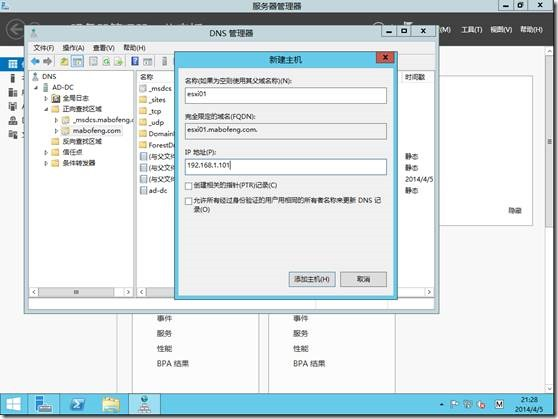 服务器管理器
工具(T)
视图(V)
帮助(H)
DNS 管理器
文件(F)
操作(A)
查看(V)
帮助(H)
DNS
AD-DC
全局日志
正向查找区域
_msdcs.mabofeng.com
mabofeng.com
反向查找区域
信任点
条件转发器
名称
_msdcs
_sites
_tcp
_udp
Domain
ForestD
(与父文件
(与父文件
(与父文件
ad-dc
时间戳
静态
静态
2014/4/5
静态
新建主机
名称(如果为空则使用其父域名称)(N):
esxi01
完全限定的域名(FQDN):
esxi01.mabofeng.com.
IP 地址(P):
192.168.1.101
创建相关的指针(PTR)记录(C)
允许所有经过身份验证的用户用相同的所有者名称来更新 DNS 记
录(O)
添加主机(H)
取消
隐藏
事件
服务
性能
BPA 结果
事件
服务
性能
BPA 结果
M
21:28
2014/4/5